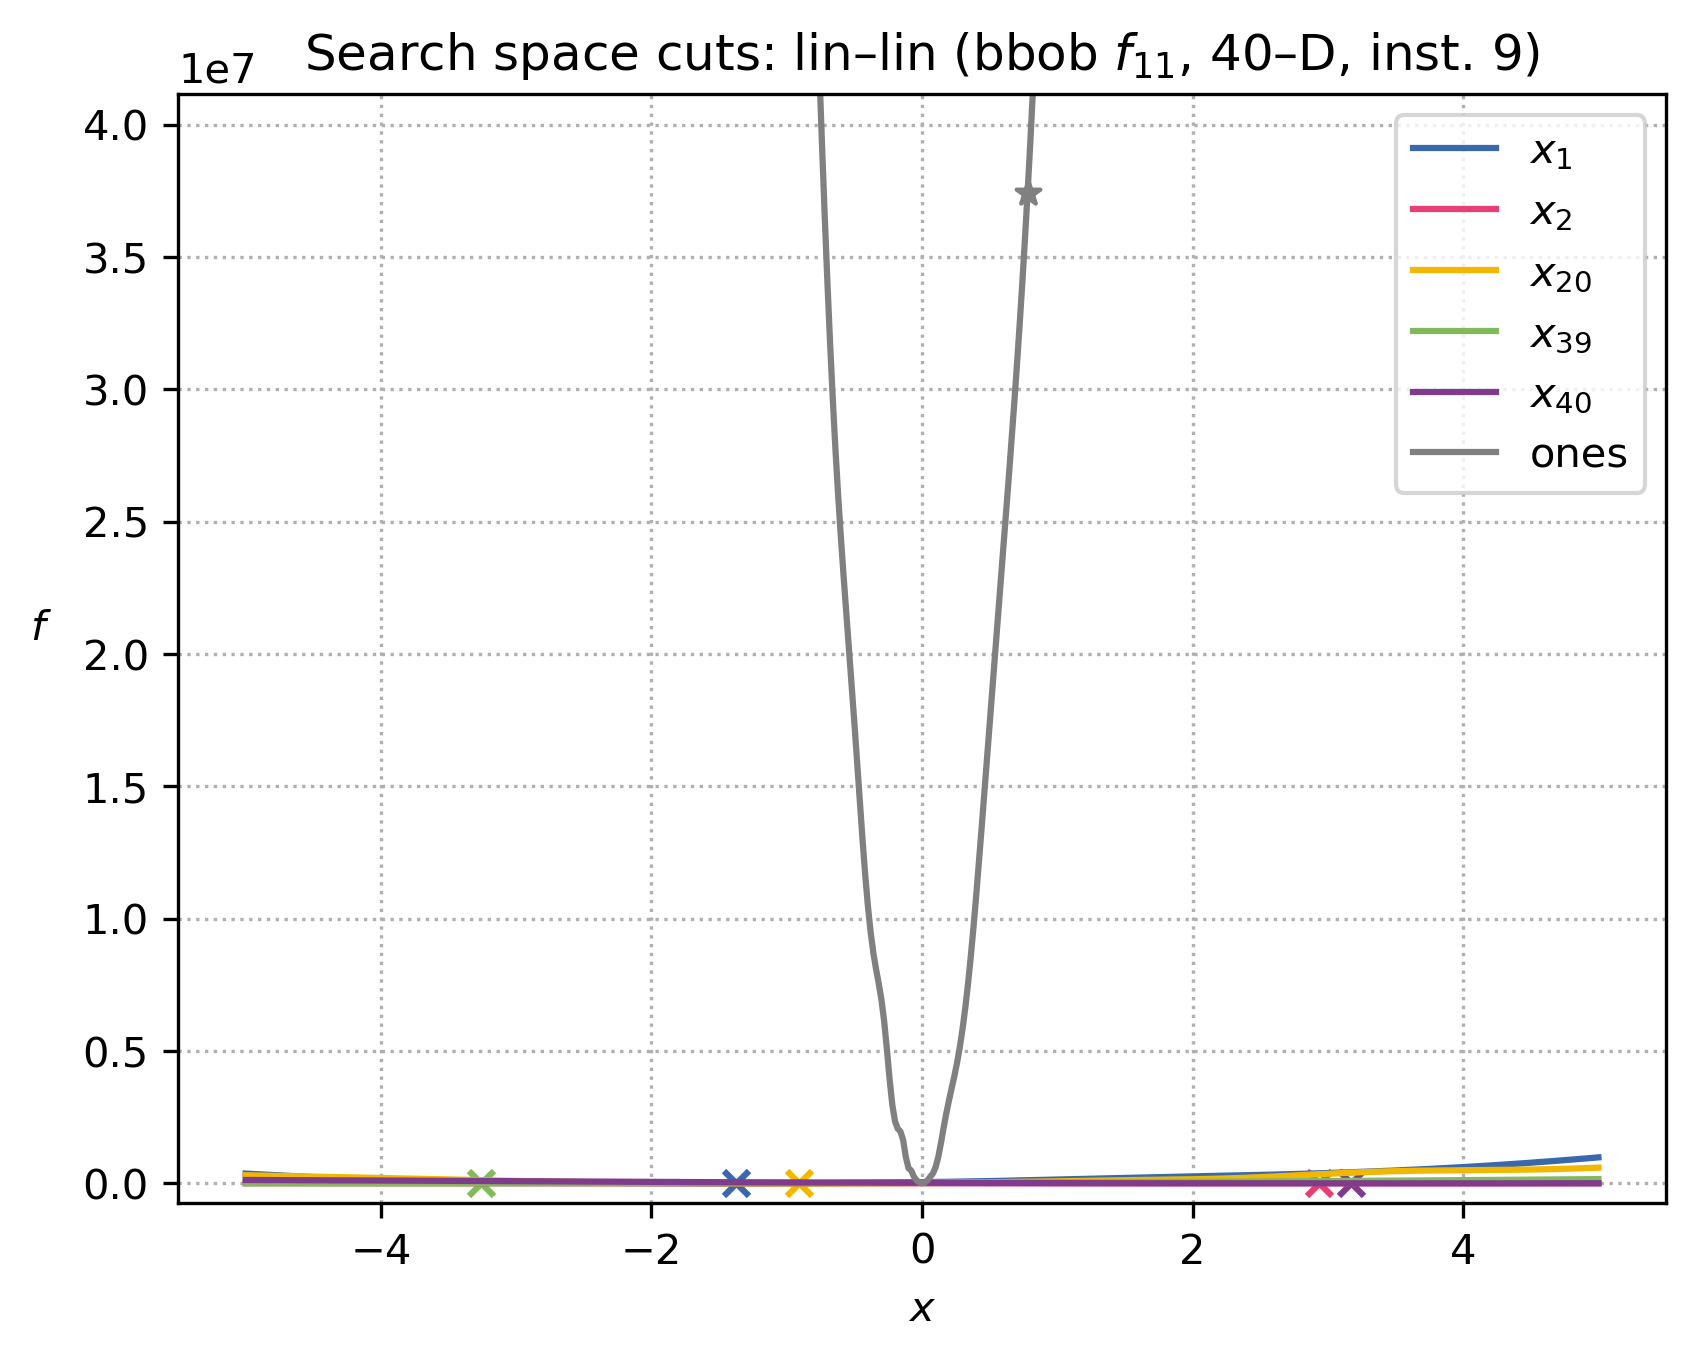 Search space cuts: lin–lin (bbob f₁₁, 40–D, inst. 9)
1e7
4.0
3.5
3.0
2.5
2.0
1.5
1.0
0.5
0.0
f
x₁
x₂
x₂₀
x₃₉
x₄₀
ones
−4 −2 0 2 4
x